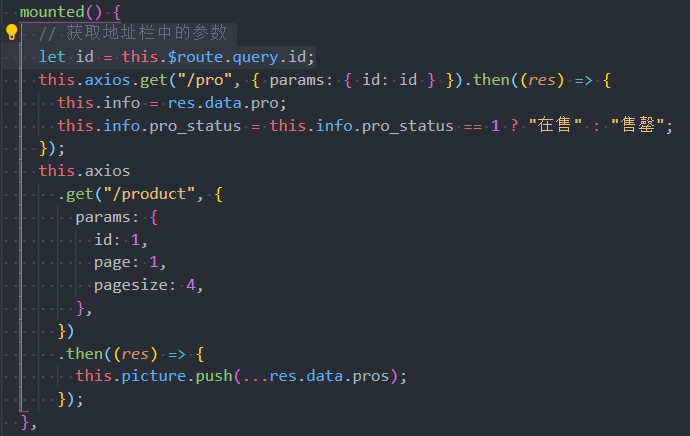 mounted() {
// 获取地址栏中的参数
let id = this.$route.query.id;
this.axios.get("/pro", { params: { id: id } }).then((res) => {
this.info = res.data.pro;
this.info.pro_status = this.info.pro_status == 1 ? "在售" : "售罄";
});
this.axios
.get("/product", {
params: {
id: 1,
page: 1,
pagesize: 4,
},
})
.then((res) => {
this.picture.push(...res.data.pros);
});
},